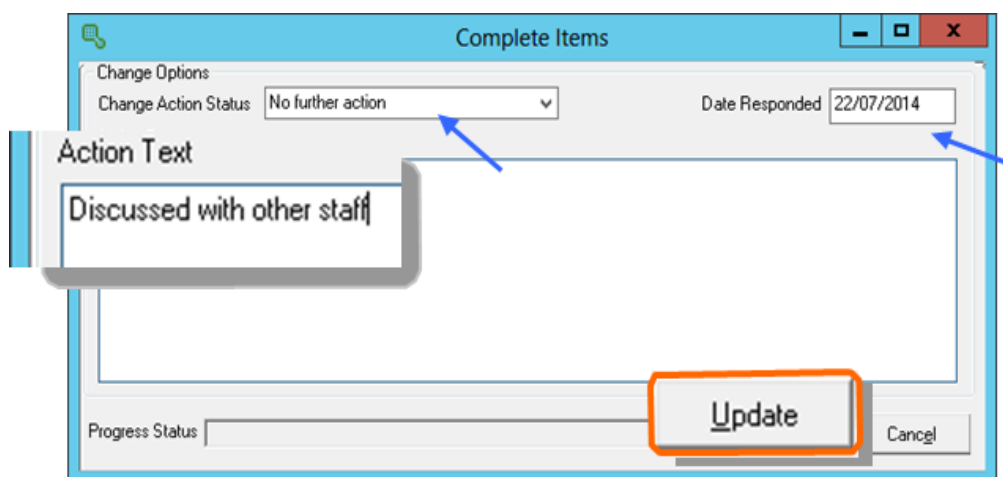 Complete Items
Change Options
Change Action Status No further action Date Responded 22/07/2014
Action Text
Discussed with other staff
Update
Progress Status Cancel